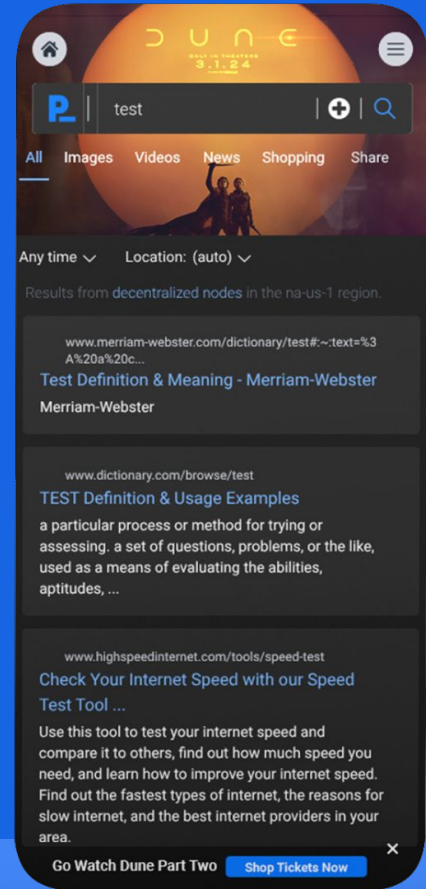 DUNE
ONLY IN THEATERS
3.1.24
P_ test
All Images Videos News Shopping Share
Any time Location: (auto)
Results from decentralized nodes in the na-us-1 region.
www.merriam-webster.com/dictionary/test#:~:text=%3
A%20a%20c...
Test Definition & Meaning - Merriam-Webster
Merriam-Webster
www.dictionary.com/browse/test
TEST Definition & Usage Examples
a particular process or method for trying or
assessing. a set of questions, problems, or the like,
used as a means of evaluating the abilities,
aptitudes, ...
www.highspeedinternet.com/tools/speed-test
Check Your Internet Speed with our Speed
Test Tool ...
Use this tool to test your internet speed and
compare it to others, find out how much speed you
need, and learn how to improve your internet speed.
Find out the fastest types of internet, the reasons for
slow internet, and the best internet providers in your
area.
Go Watch Dune Part Two Shop Tickets Now